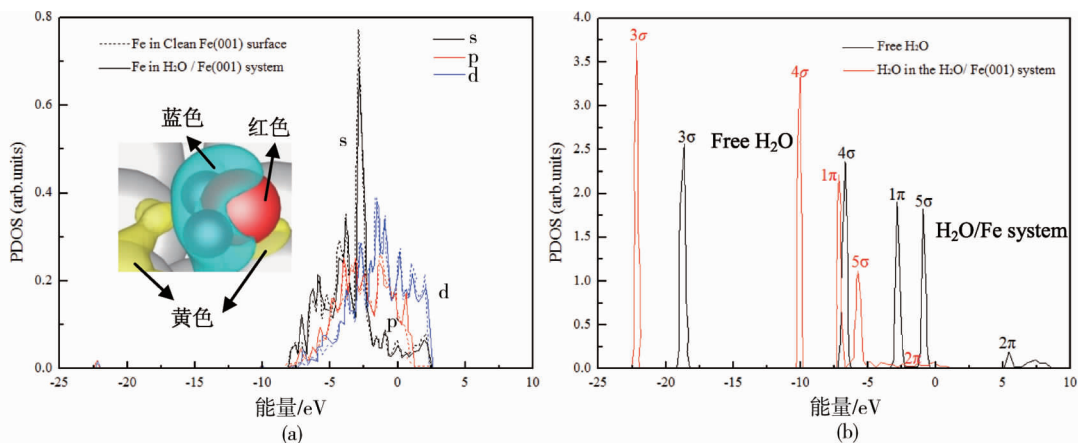 0.8
0.6
0.4
0.2
0.0
PDOS (arb.units)
Fe in Clean Fe(001) surface
Fe in H₂O / Fe(001) system
s
p
d
蓝色
红色
黄色
s
p
d
-25 -20 -15 -10 -5 0 5 10
能量/eV
(a)
4.0
3.5
3.0
2.5
2.0
1.5
1.0
0.5
0.0
PDOS (arb.units)
Free H₂O
H₂O in the H₂O/ Fe(001) system
3σ
4σ
3σ
Free H₂O
4σ
1π
1π
5σ
H₂O/Fe system
5σ
2π
2π
-25 -20 -15 -10 -5 0 5 10
能量/eV
(b)